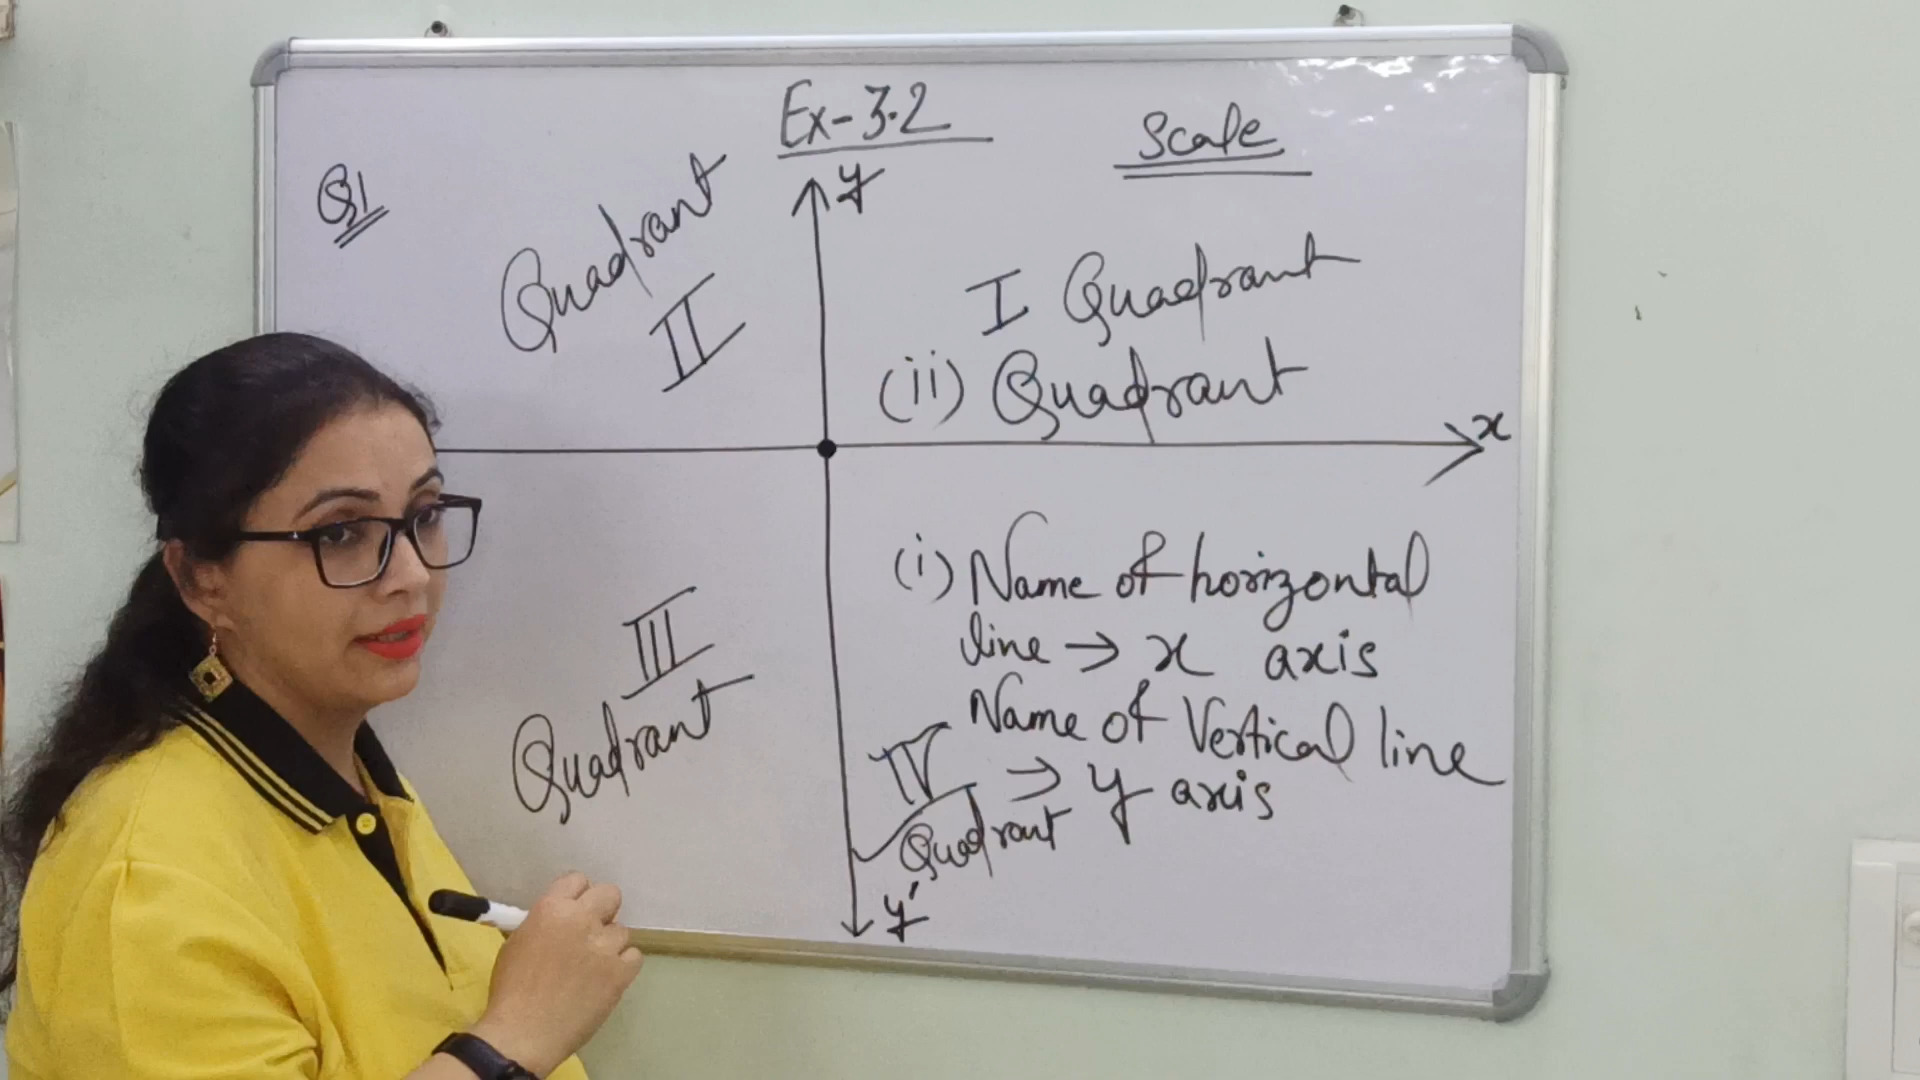 Ex-3.2
Scale
Q1
y
Quadrant
II
I Quadrant
(ii) Quadrant
x
(i) Name of horizontal
line → x axis
Name of Vertical line
→ y axis
III
Quadrant
IV
Quadrant
y'